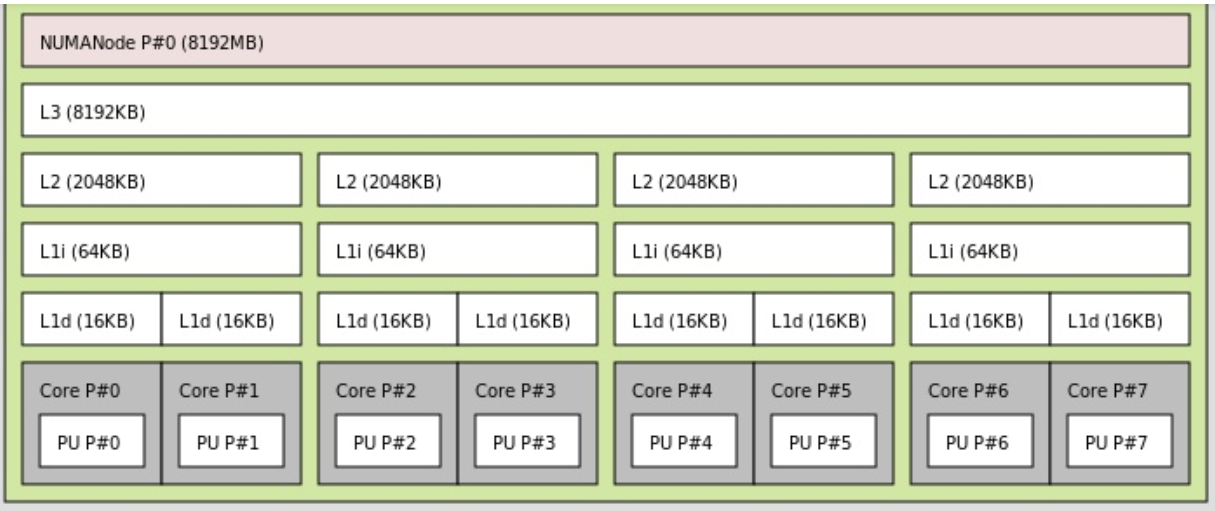 NUMANode P#0 (8192MB)
L3 (8192KB)
L2 (2048KB) L2 (2048KB) L2 (2048KB) L2 (2048KB)
L1i (64KB) L1i (64KB) L1i (64KB) L1i (64KB)
L1d (16KB) L1d (16KB) L1d (16KB) L1d (16KB) L1d (16KB) L1d (16KB) L1d (16KB) L1d (16KB)
Core P#0 Core P#1 Core P#2 Core P#3 Core P#4 Core P#5 Core P#6 Core P#7
PU P#0 PU P#1 PU P#2 PU P#3 PU P#4 PU P#5 PU P#6 PU P#7